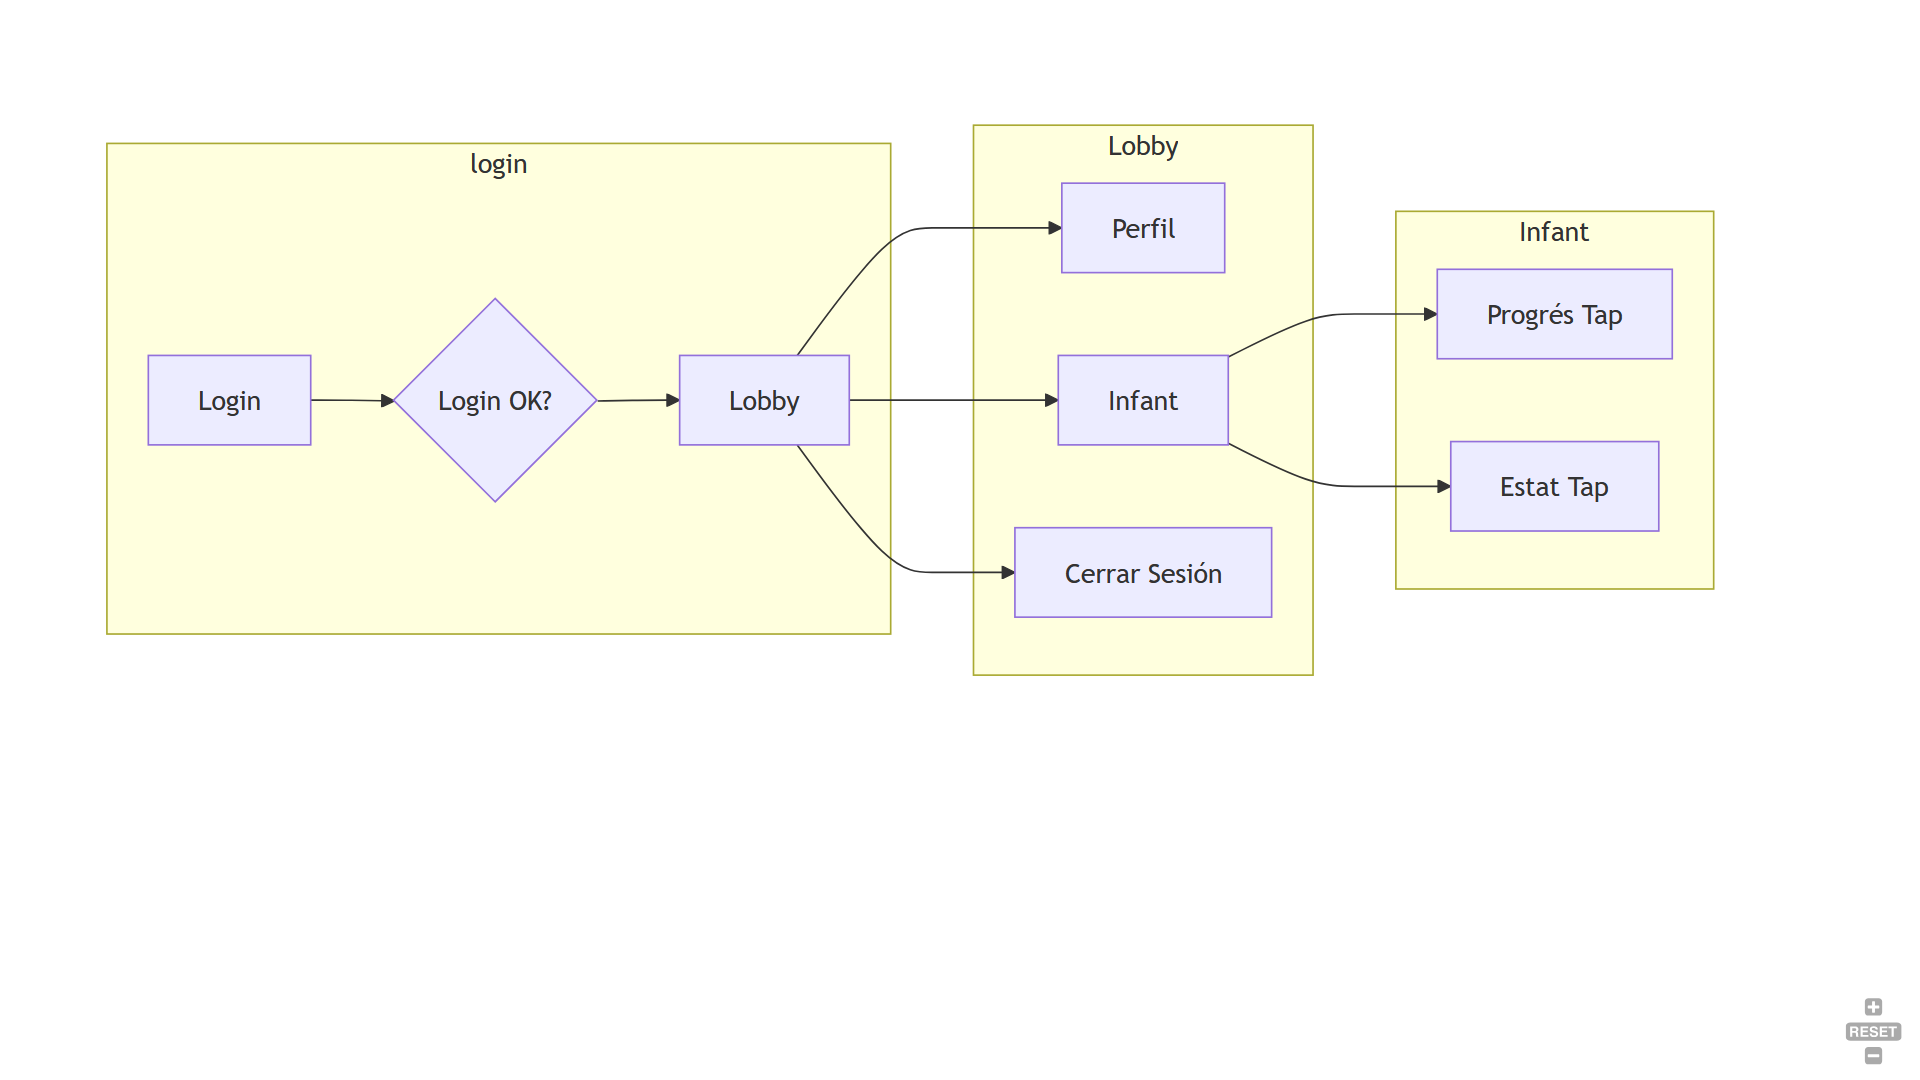 login
Login
Login OK?
Lobby
Lobby
Perfil
Infant
Cerrar Sesión
Infant
Progrés Tap
Estat Tap
RESET